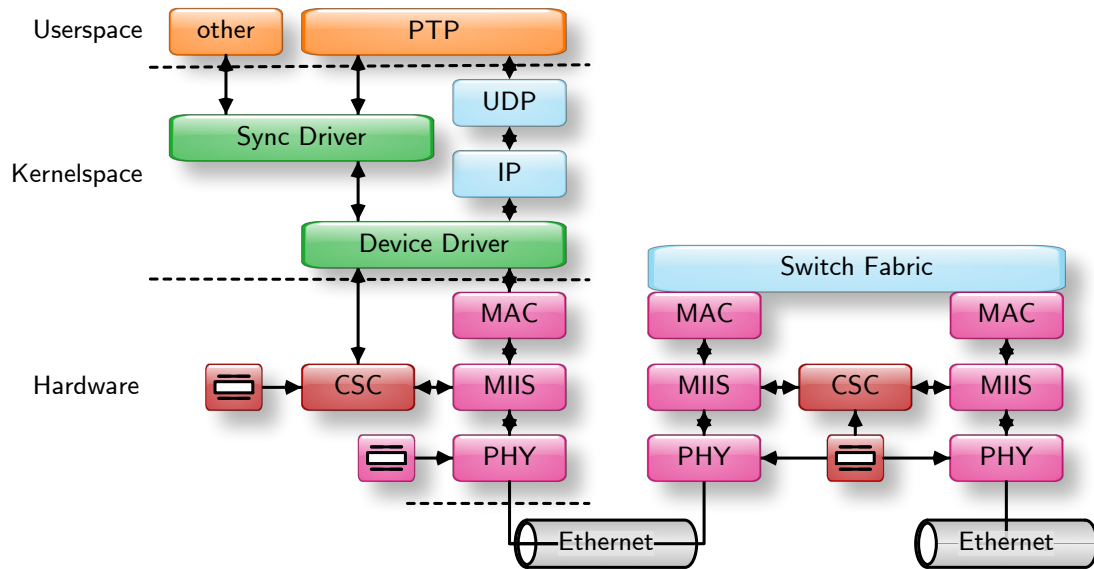 Userspace
other
PTP
UDP
Sync Driver
Kernelspace
IP
Device Driver
Switch Fabric
MAC
MAC
MAC
Hardware
CSC
MIIS
MIIS
CSC
MIIS
PHY
PHY
PHY
Ethernet
Ethernet